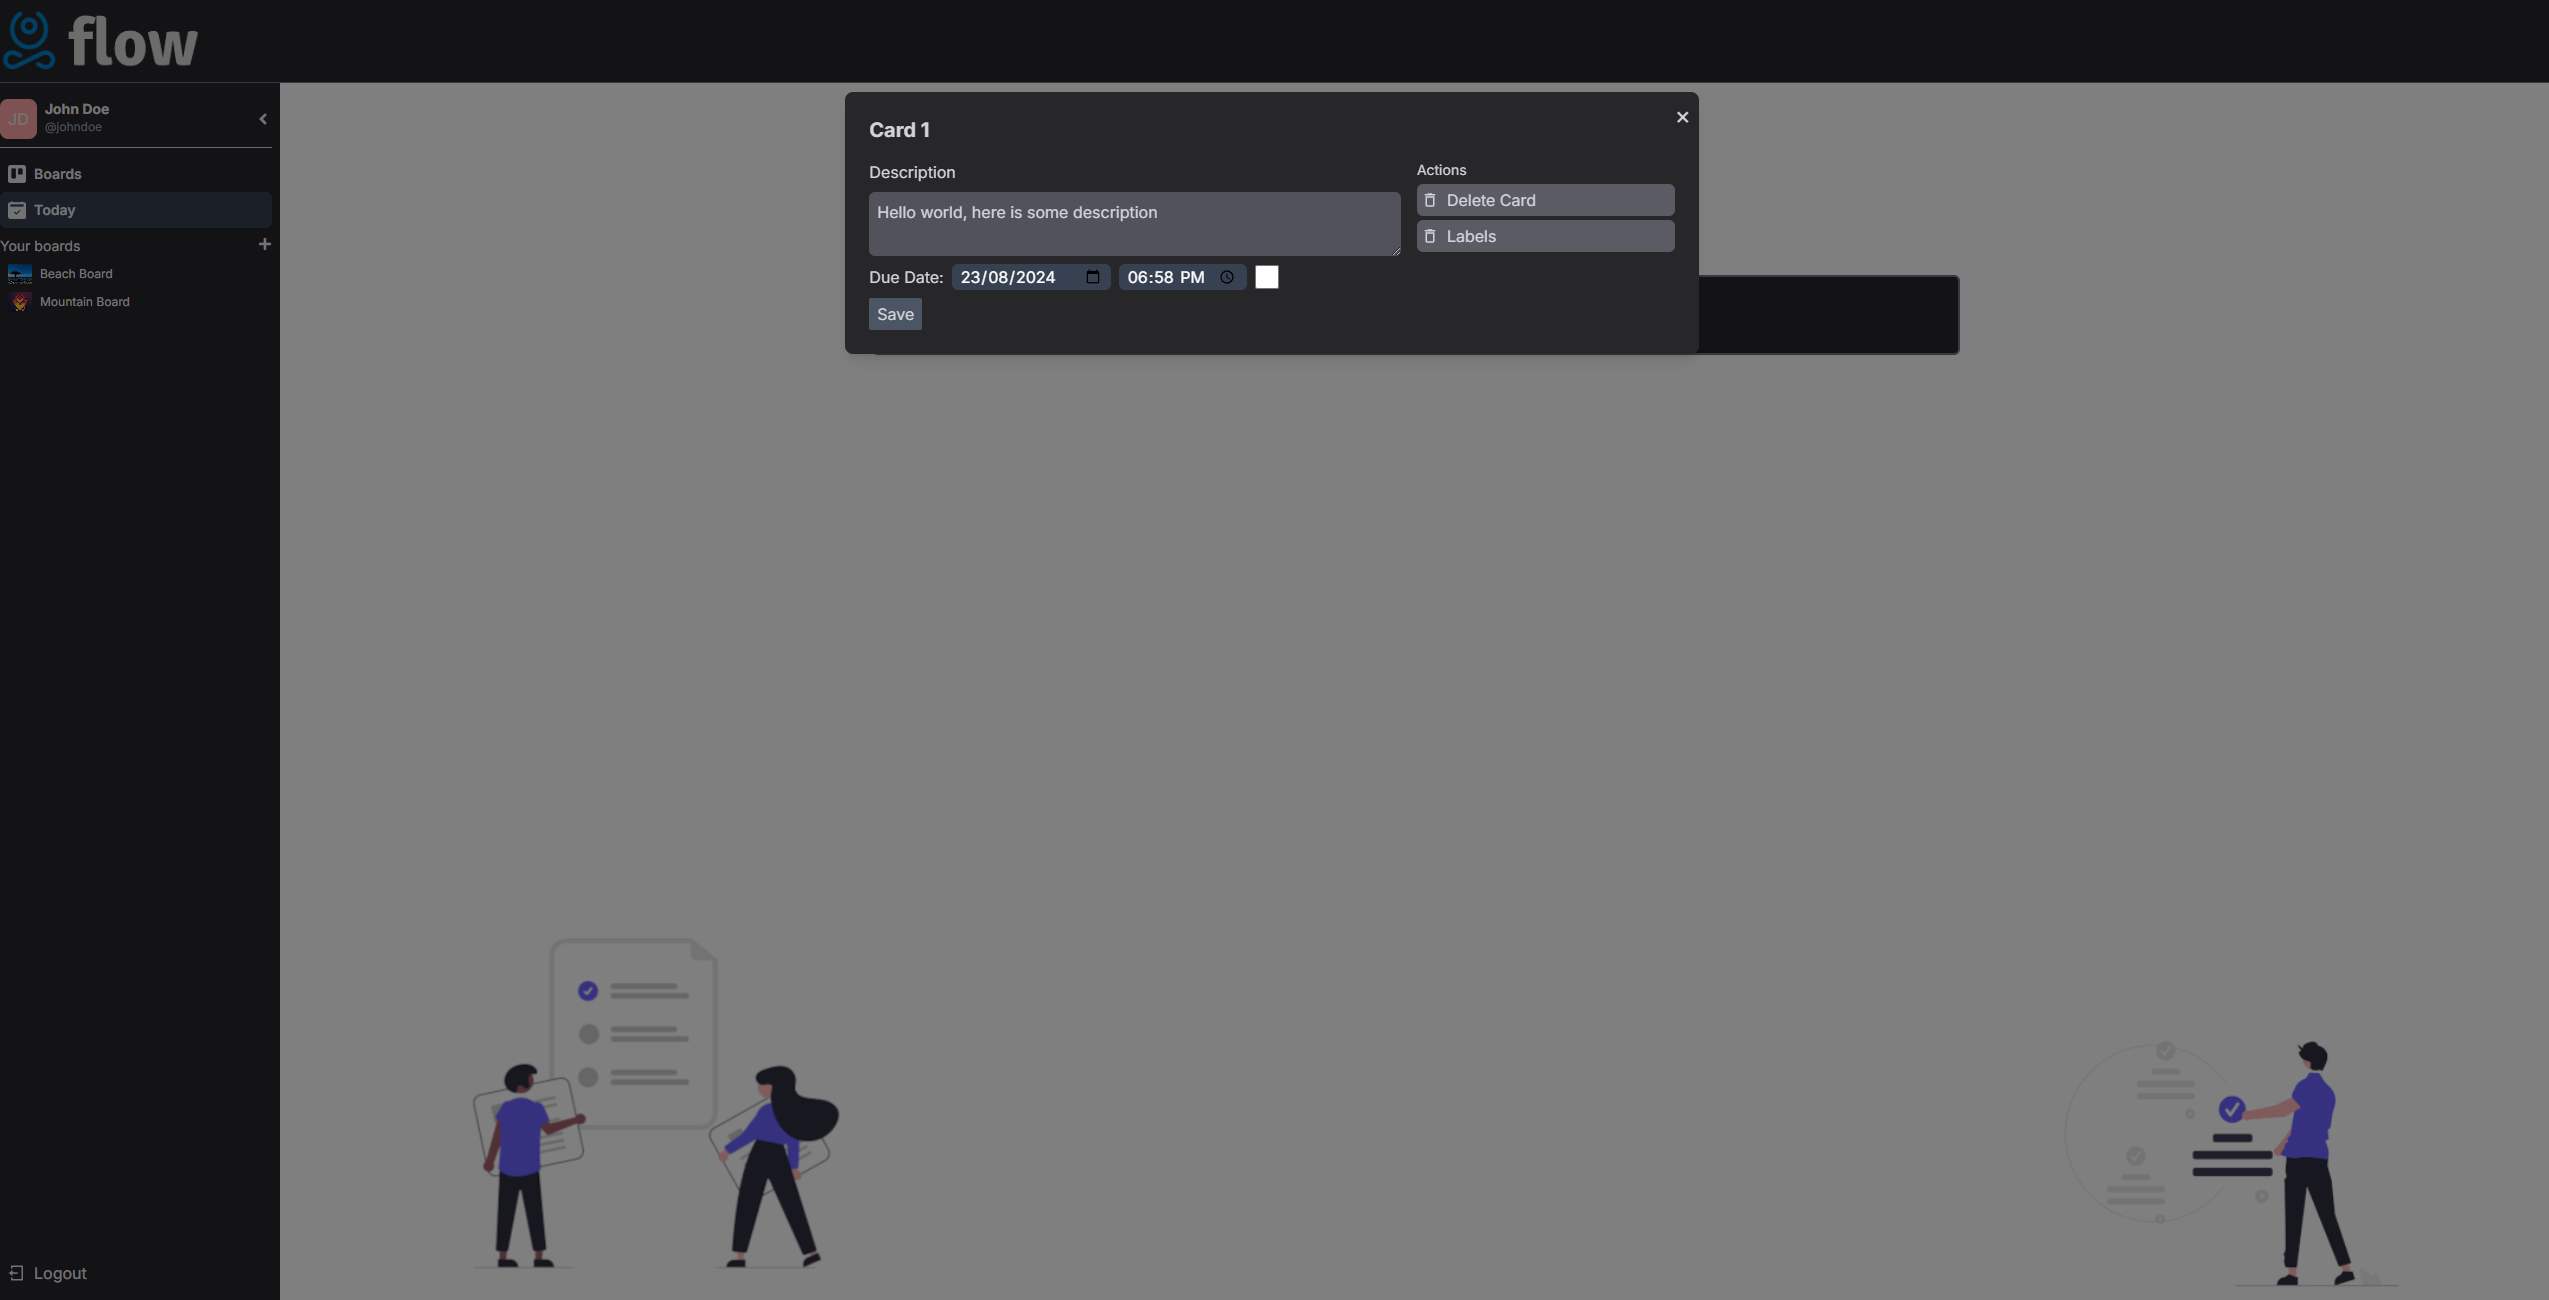 flow
JD
John Doe
@johndoe
Boards
Today
Your boards
Beach Board
Mountain Board
Logout
Card 1
Description
Hello world, here is some description
Due Date: 23/08/2024 06:58 PM
Save
Actions
Delete Card
Labels